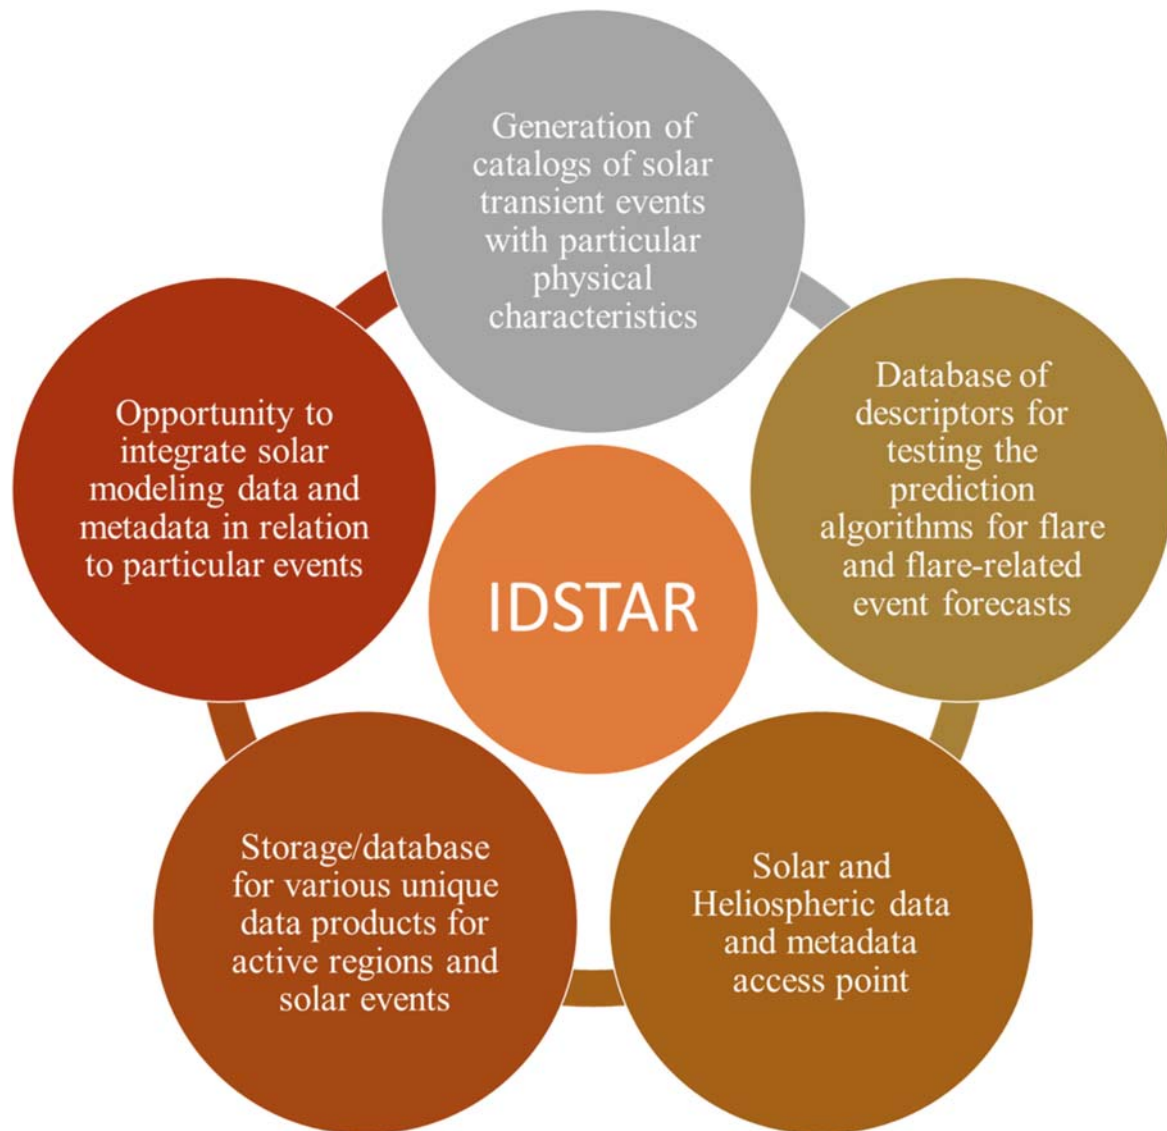 Generation of
catalogs of solar
transient events
with particular
physical
characteristics
Database of
descriptors for
testing the
prediction
algorithms for flare
and flare-related
event forecasts
Solar and
Heliospheric data
and metadata
access point
Storage/database
for various unique
data products for
active regions and
solar events
Opportunity to
integrate solar
modeling data and
metadata in relation
to particular events
IDSTAR